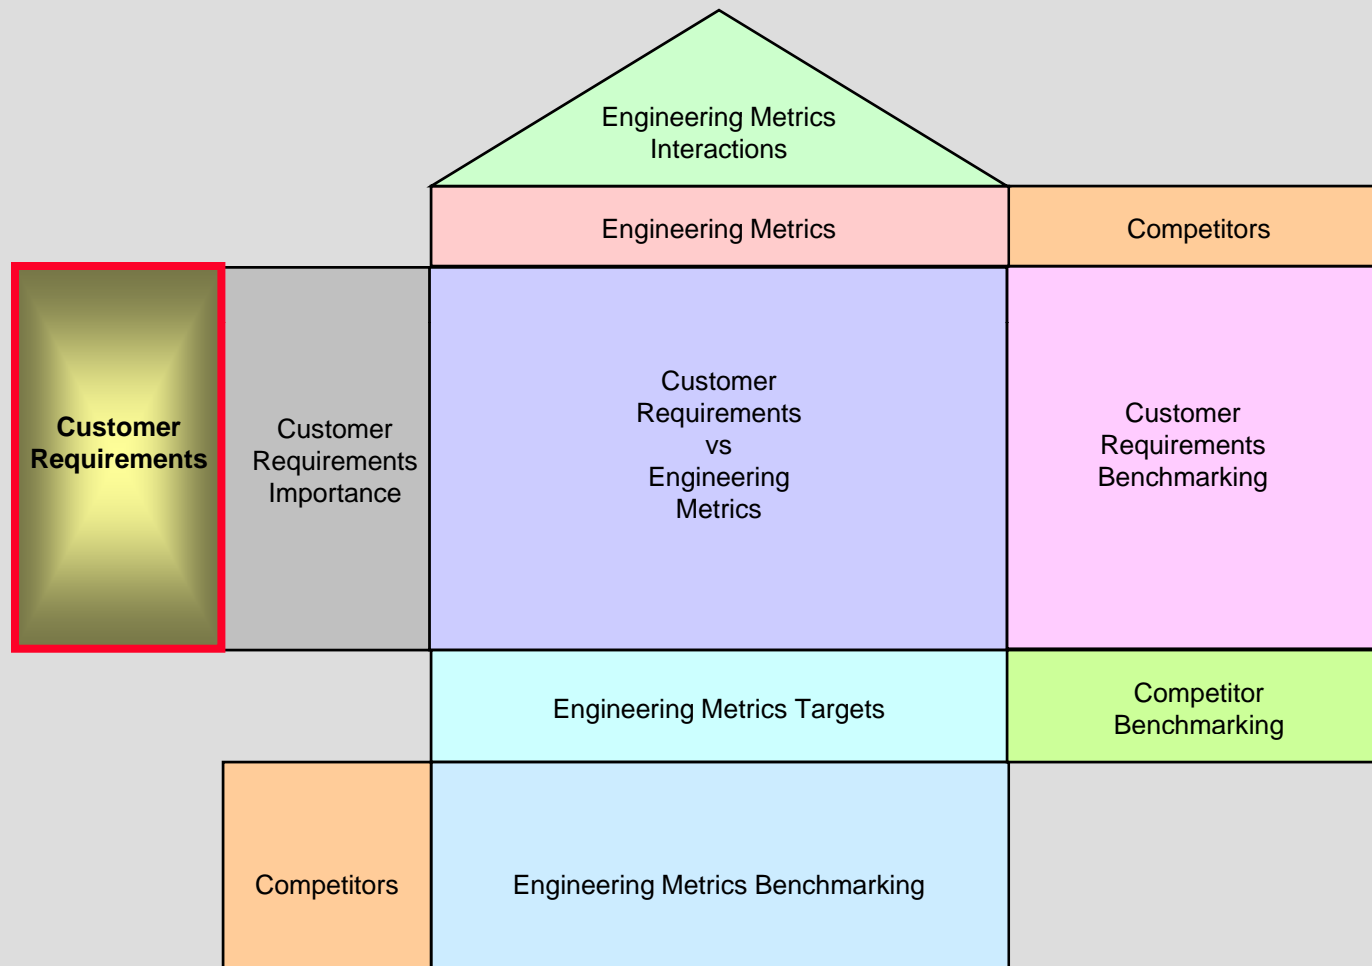 Engineering Metrics
Interactions
Engineering Metrics
Competitors
Customer
Requirements
Customer
Requirements
Importance
Customer
Requirements
vs
Engineering
Metrics
Customer
Requirements
Benchmarking
Engineering Metrics Targets
Competitor
Benchmarking
Competitors
Engineering Metrics Benchmarking